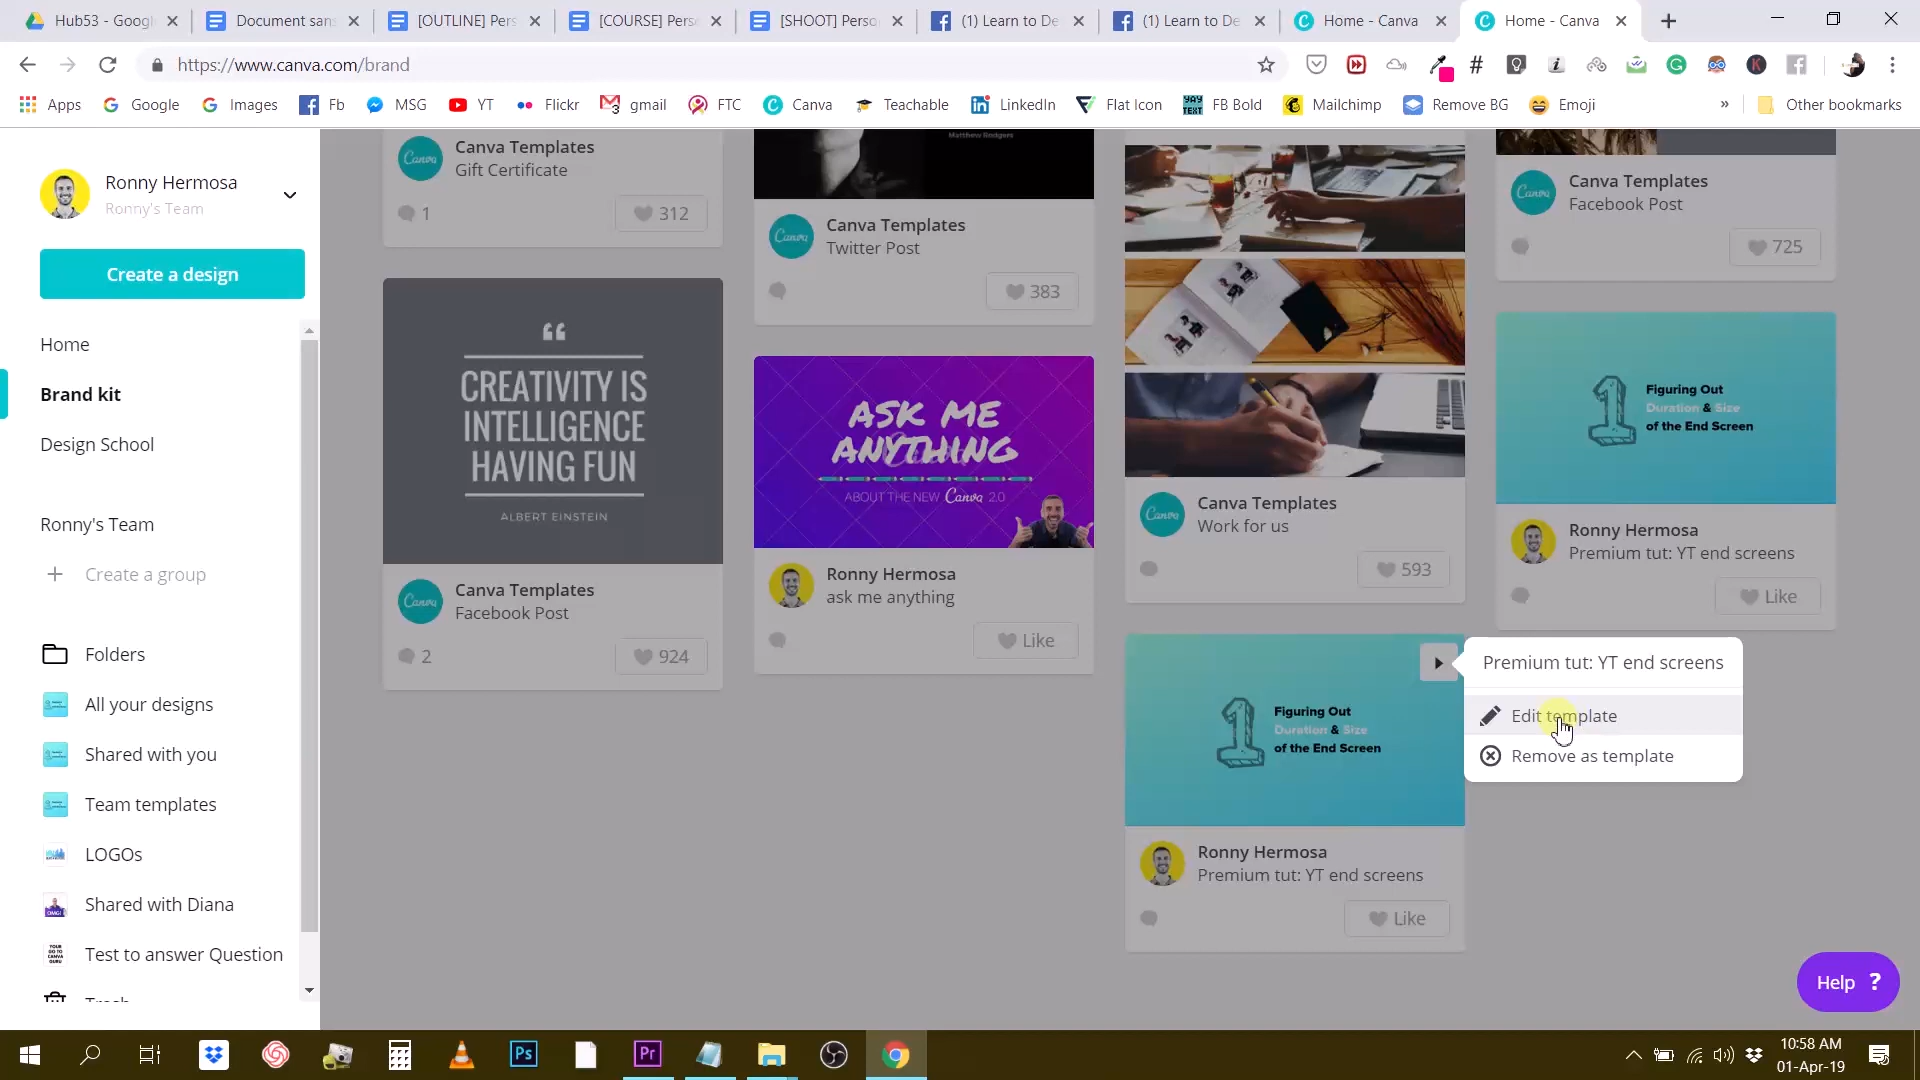 Hub53 - Googl
Document sans
[OUTLINE] Pers
[COURSE] Perso
[SHOOT] Perso
(1) Learn to De
(1) Learn to De
Home - Canva
Home - Canva
https://www.canva.com/brand
Apps
Google
Images
Fb
MSG
YT
Flickr
gmail
FTC
Canva
Teachable
LinkedIn
Flat Icon
FB Bold
Mailchimp
Remove BG
Emoji
»
Other bookmarks
Ronny Hermosa
Ronny's Team
Create a design
Home
Brand kit
Design School
Ronny's Team
Create a group
Folders
All your designs
Shared with you
Team templates
LOGOs
Shared with Diana
Test to answer Question
Trash
Canva Templates
Gift Certificate
1
312
CREATIVITY IS
INTELLIGENCE
HAVING FUN
ALBERT EINSTEIN
Canva Templates
Facebook Post
2
924
Matthew Rodgers
Canva Templates
Twitter Post
383
ASK ME
ANYTHING
ABOUT THE NEW Canva 2.0
Ronny Hermosa
ask me anything
Like
Canva Templates
Work for us
593
1
Figuring Out
Duration & Size
of the End Screen
Ronny Hermosa
Premium tut: YT end screens
Like
Canva Templates
Facebook Post
725
1
Figuring Out
Duration & Size
of the End Screen
Ronny Hermosa
Premium tut: YT end screens
Like
Premium tut: YT end screens
Edit template
Remove as template
Help ?
Ps
Pr
10:58 AM
01-Apr-19